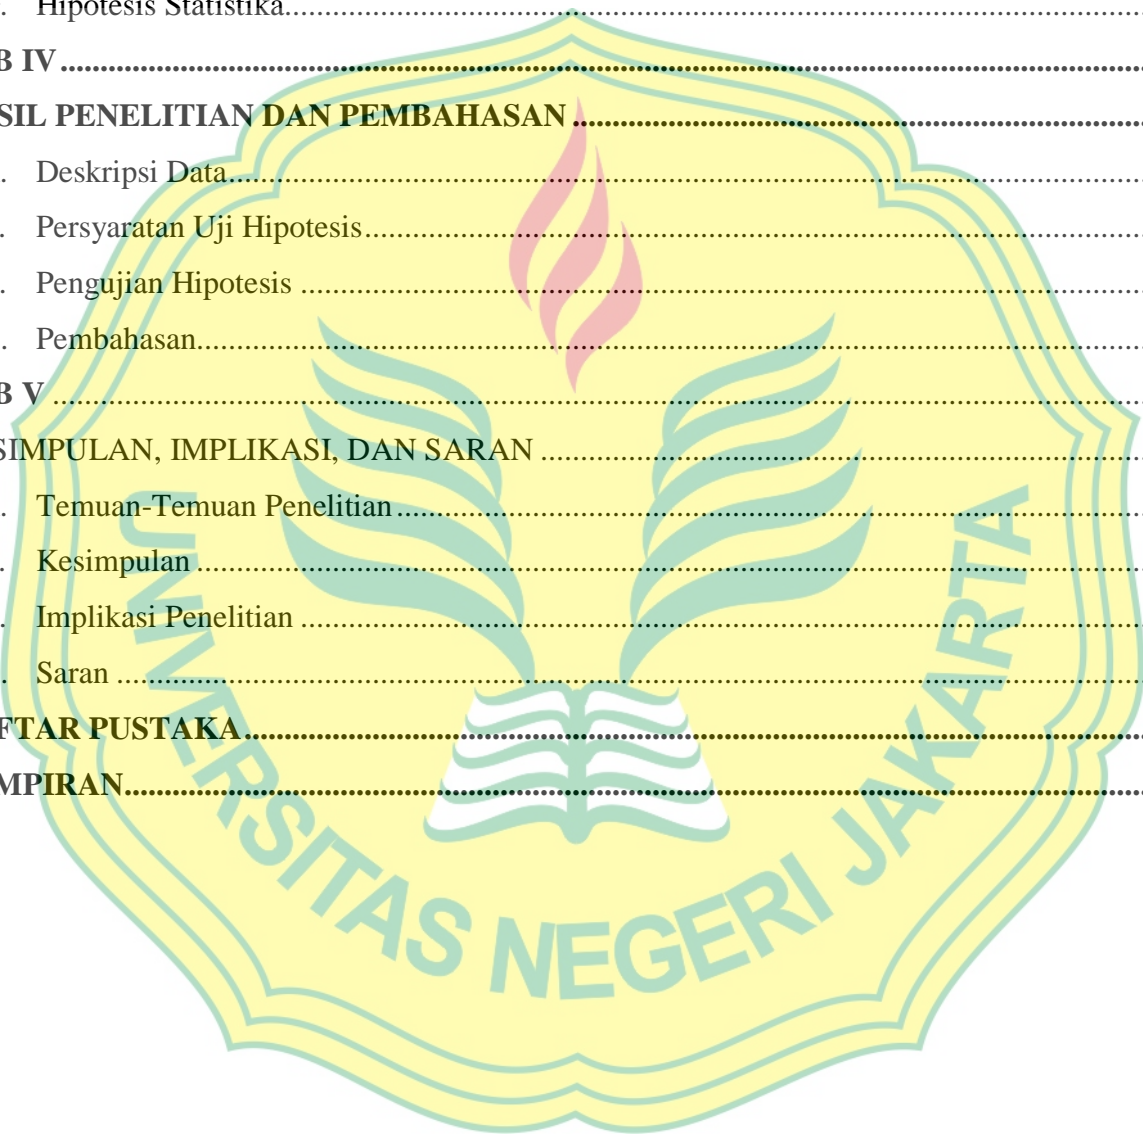 . Hipotesis Statistika..........
B IV..........
SIL PENELITIAN DAN PEMBAHASAN ..........
. Deskripsi Data..........
. Persyaratan Uji Hipotesis..........
. Pengujian Hipotesis ..........
. Pembahasan..........
B V ..........
SIMPULAN, IMPLIKASI, DAN SARAN ..........
. Temuan-Temuan Penelitian ..........
. Kesimpulan ..........
. Implikasi Penelitian ..........
. Saran ..........
FTAR PUSTAKA..........
MPIRAN..........
UNIVERSITAS NEGERI JAKARTA